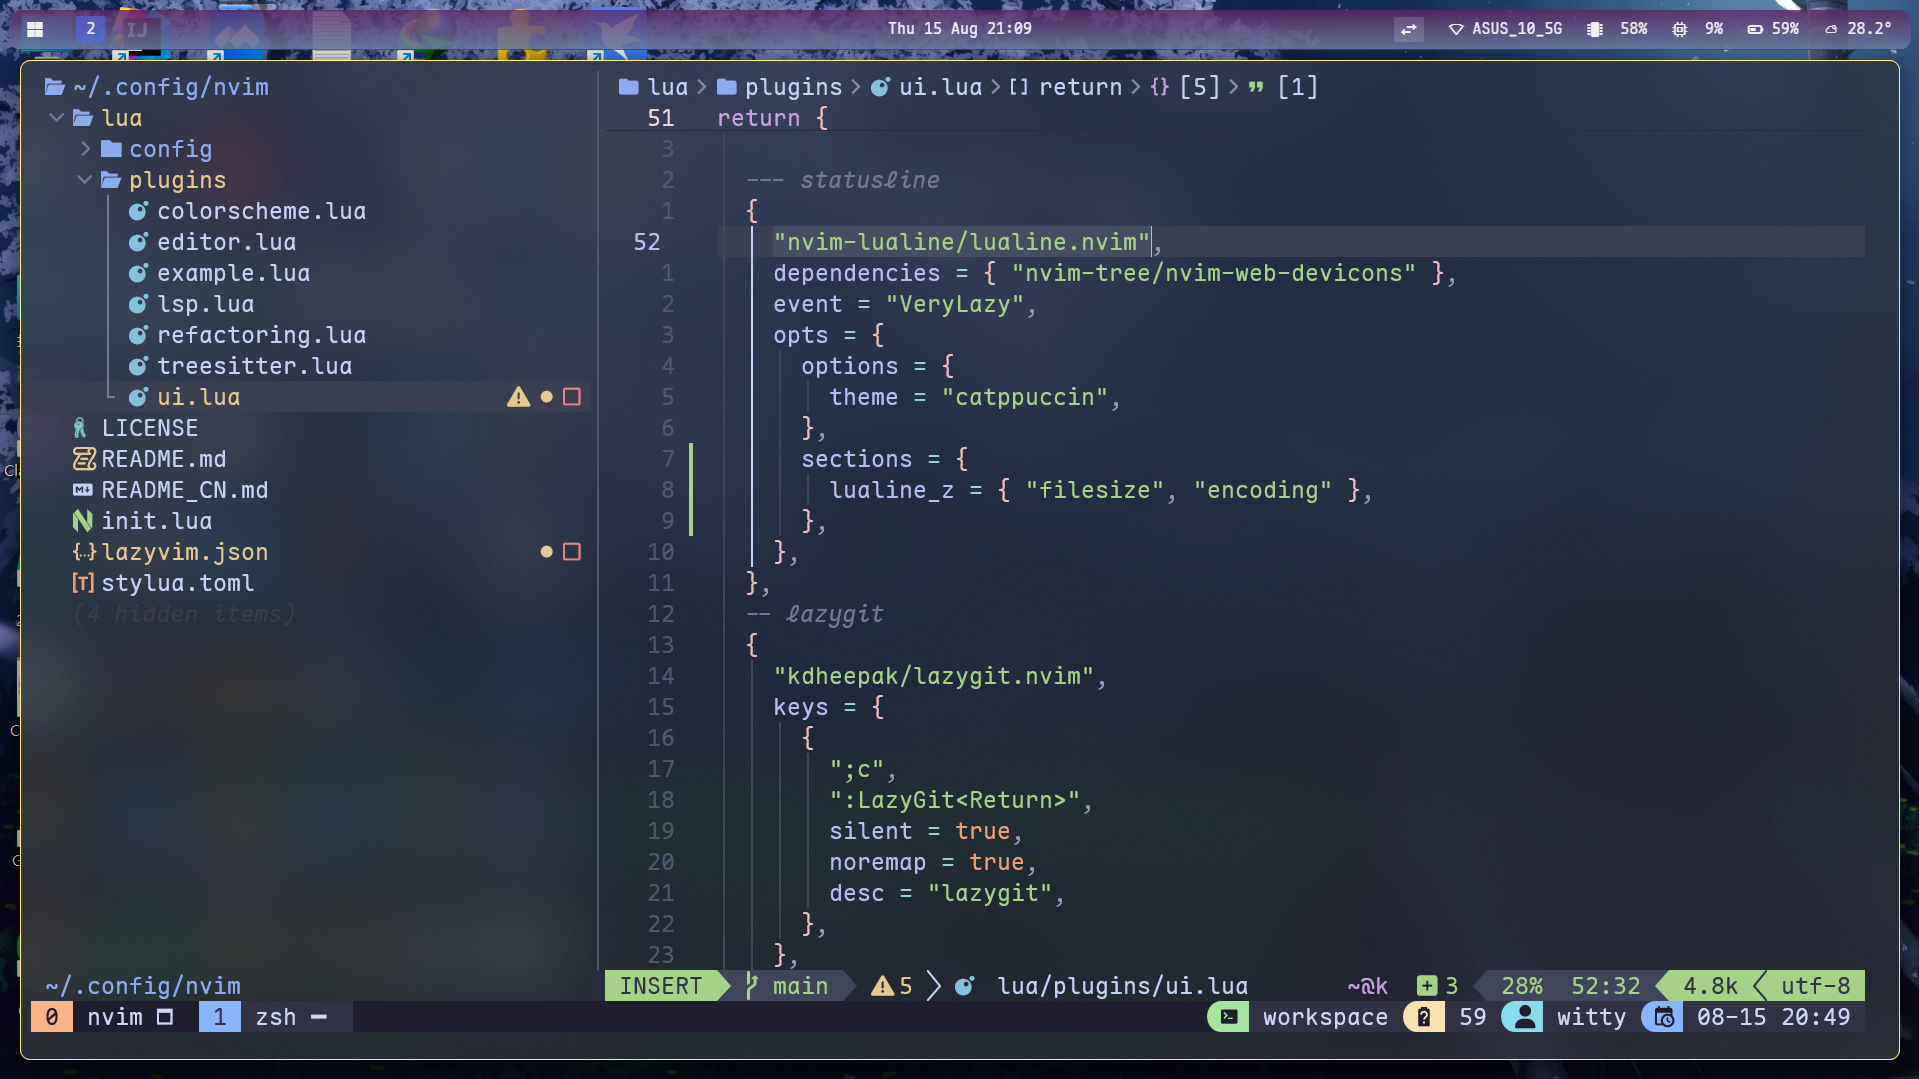 2
Thu 15 Aug 21:09
ASUS_10_5G 58% 9% 59% 28.2°
~/.config/nvim
lua
config
plugins
colorscheme.lua
editor.lua
example.lua
lsp.lua
refactoring.lua
treesitter.lua
ui.lua
LICENSE
README.md
README_CN.md
init.lua
lazyvim.json
stylua.toml
(4 hidden items)
~/.config/nvim
lua > plugins > ui.lua > [] return > {} [5] > [1]
51 return {
3
2 --- statusline
1 {
52 "nvim-lualine/lualine.nvim",
1 dependencies = { "nvim-tree/nvim-web-devicons" },
2 event = "VeryLazy",
3 opts = {
4 options = {
5 theme = "catppuccin",
6 },
7 sections = {
8 lualine_z = { "filesize", "encoding" },
9 },
10 },
11 },
12 -- lazygit
13 {
14 "kdheepak/lazygit.nvim",
15 keys = {
16 {
17 ";c",
18 ":LazyGit<Return>",
19 silent = true,
20 noremap = true,
21 desc = "lazygit",
22 },
23 },
INSERT main 5 lua/plugins/ui.lua ~@k 3 28% 52:32 4.8k utf-8
0 nvim 1 zsh workspace 59 witty 08-15 20:49